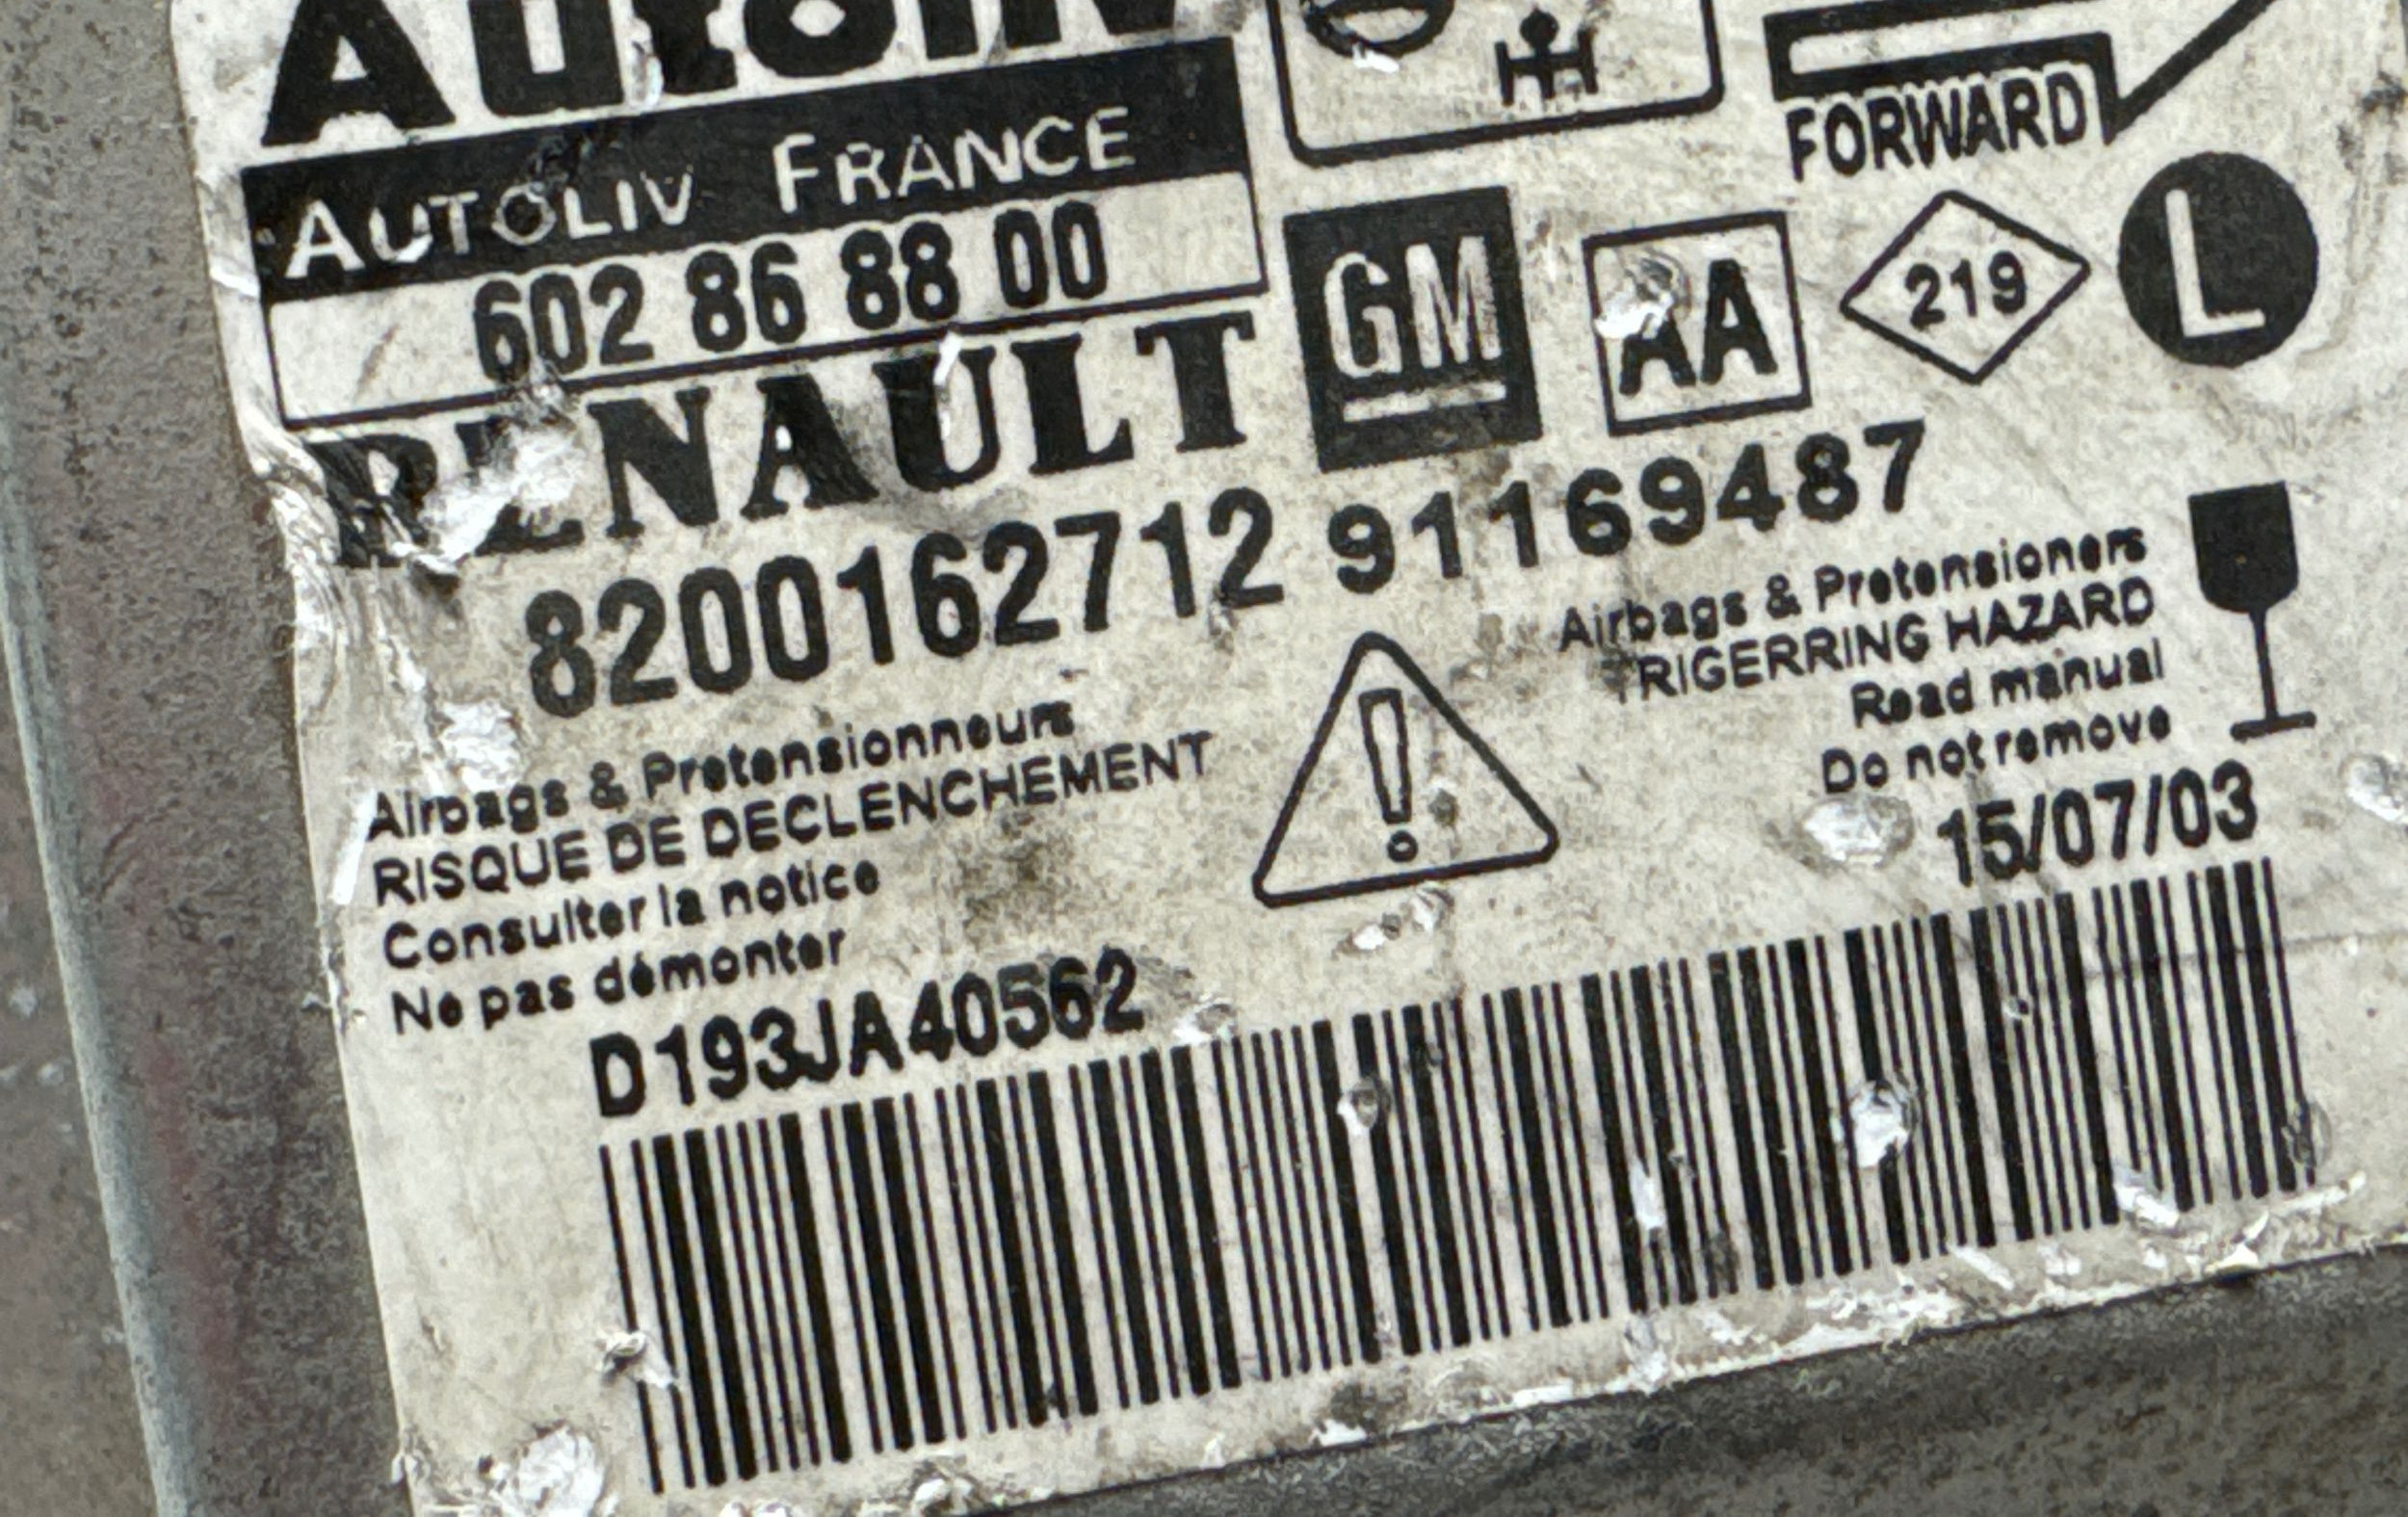 Autoliv
AUTOLIV FRANCE
602 86 88 00
FORWARD
RENAULT
GM
AA
219
L
8200162712 91169487
Airbags & Pretensionneurs
RISQUE DE DECLENCHEMENT
Consulter la notice
Ne pas démonter
Airbags & Pretensioners
TRIGERRING HAZARD
Read manual
Do not remove
15/07/03
D193JA40562